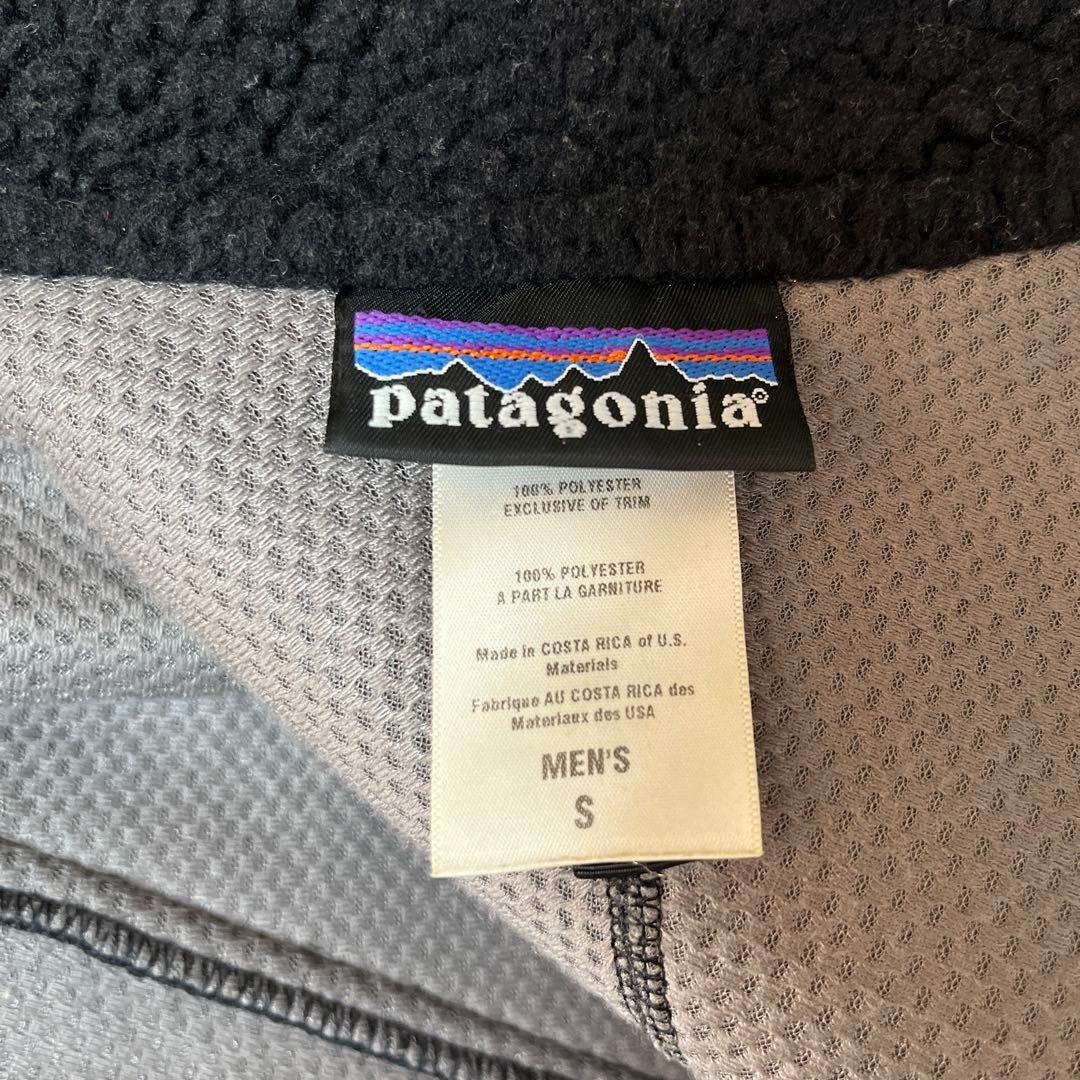 patagonia®
100% POLYESTER
EXCLUSIVE OF TRIM
100% POLYESTER
A PART LA GARNITURE
Made in COSTA RICA of U.S.
Materials
Fabrique AU COSTA RICA des
Materiaux des USA
MEN'S
S